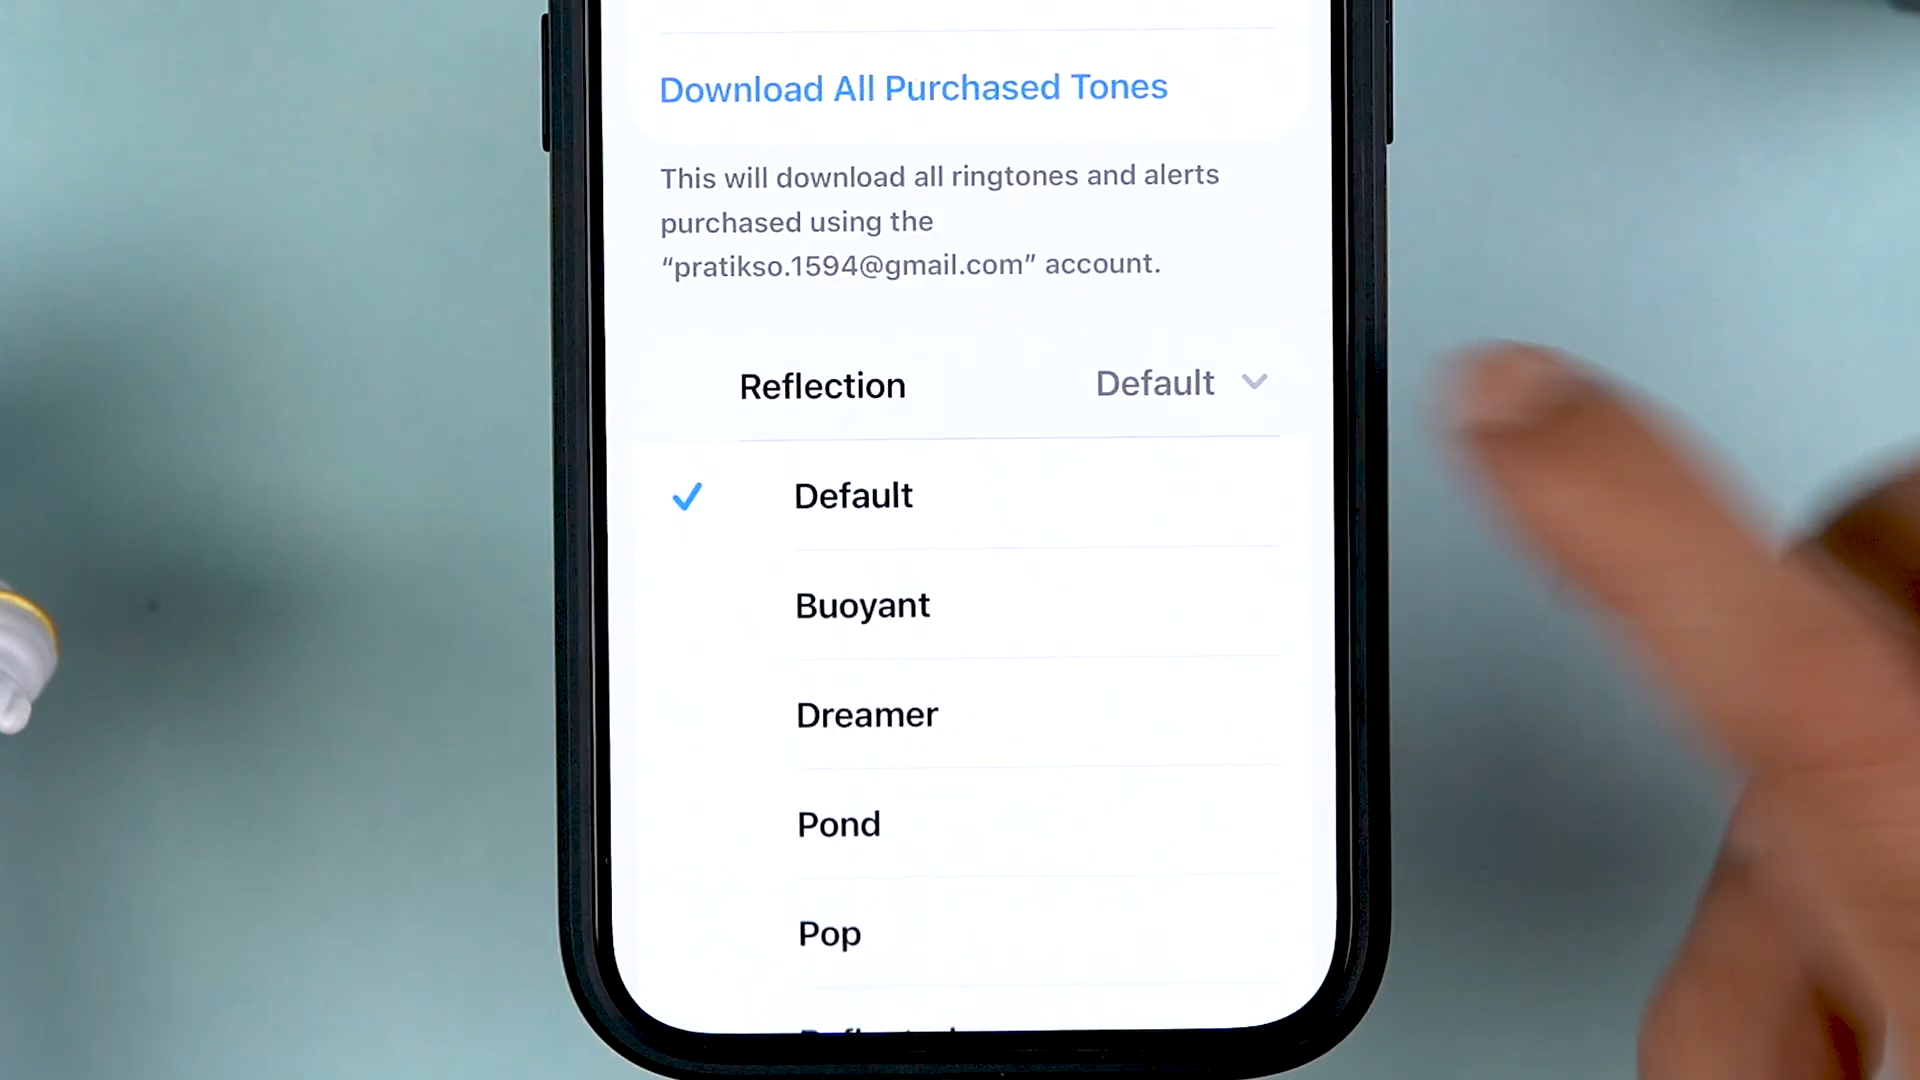 Download All Purchased Tones
This will download all ringtones and alerts
purchased using the
“pratikso.1594@gmail.com” account.
Reflection Default
Default
Buoyant
Dreamer
Pond
Pop